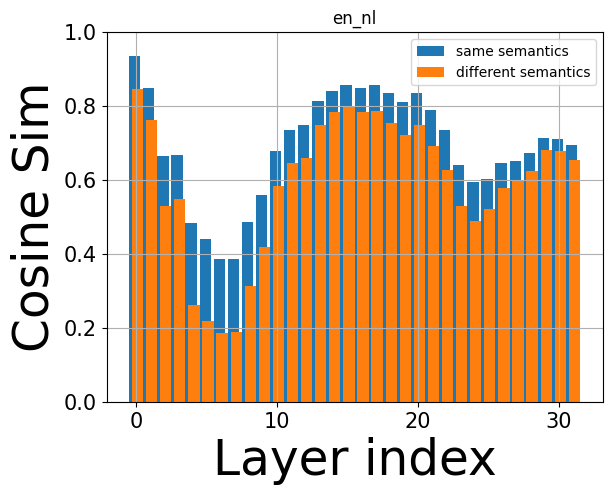 en_nl
same semantics
different semantics
Cosine Sim
1.0
0.8
0.6
0.4
0.2
0.0
0 10 20 30
Layer index